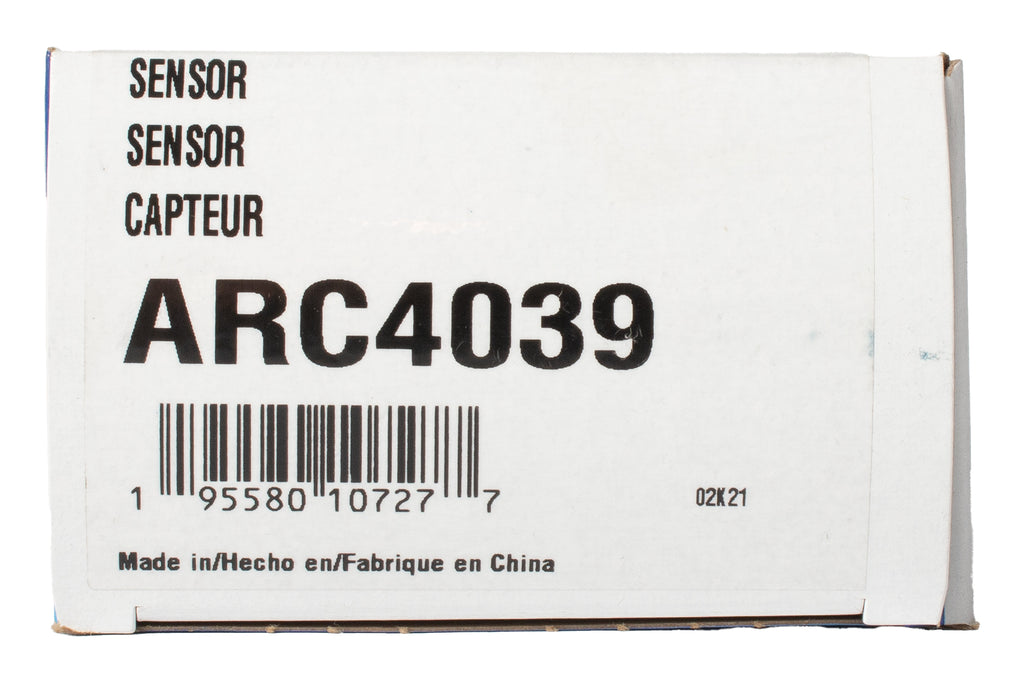 SENSOR
SENSOR
CAPTEUR
ARC4039
1 95580 10727 7
02K21
Made in/Hecho en/Fabrique en China